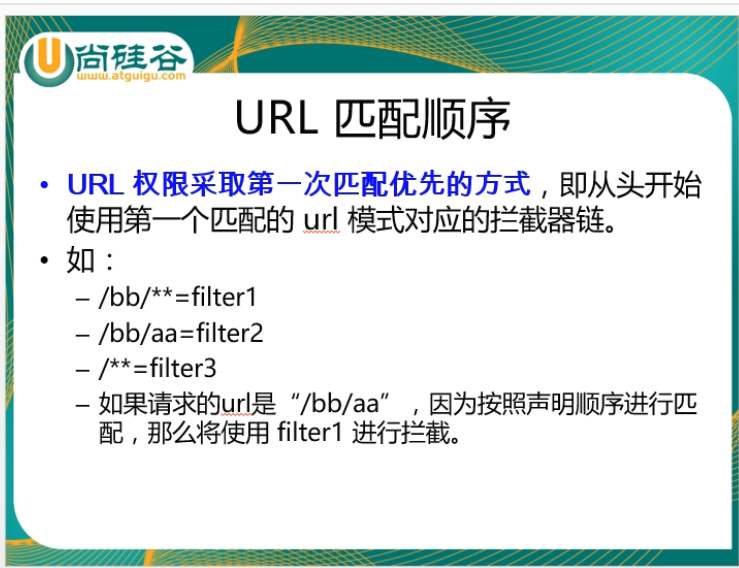 尚硅谷
www.atguigu.com
URL 匹配顺序
• URL 权限采取第一次匹配优先的方式，即从头开始
使用第一个匹配的 url 模式对应的拦截器链。
• 如：
– /bb/**=filter1
– /bb/aa=filter2
– /**=filter3
– 如果请求的url是“/bb/aa”，因为按照声明顺序进行匹
配，那么将使用 filter1 进行拦截。